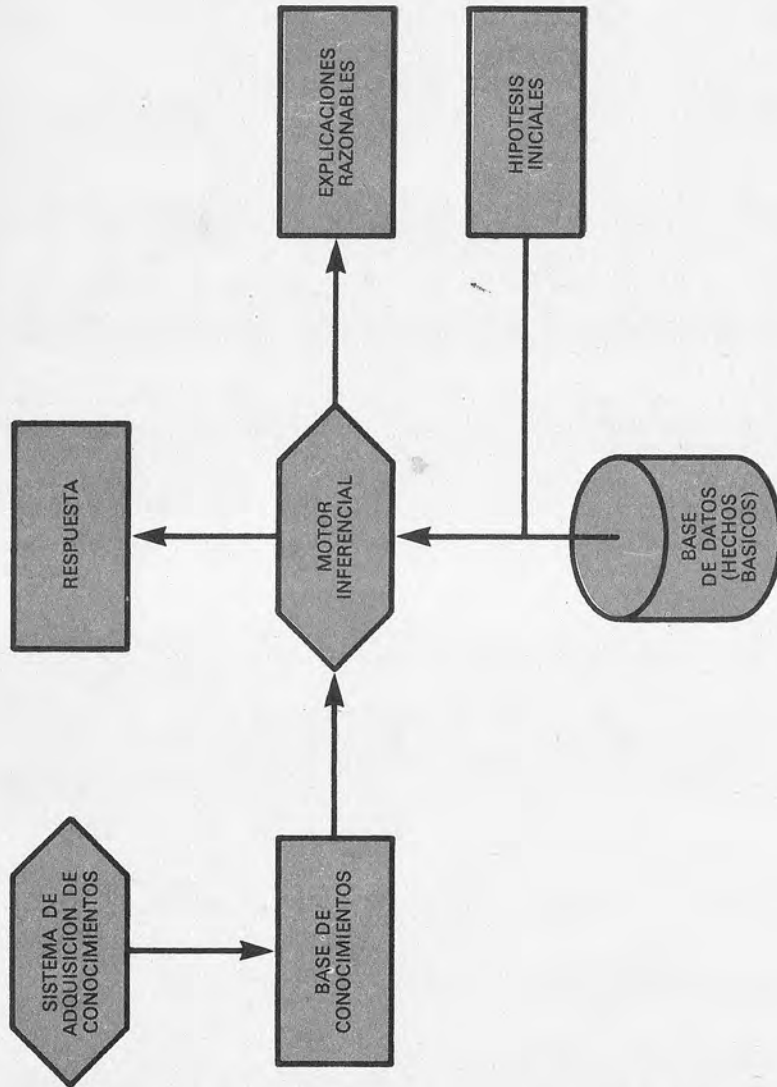 SISTEMA DE
ADQUISICION DE
CONOCIMIENTOS
RESPUESTA
BASE DE
CONOCIMIENTOS
MOTOR
INFERENCIAL
EXPLICACIONES
RAZONABLES
HIPOTESIS
INICIALES
BASE
DE DATOS
(HECHOS
BASICOS)